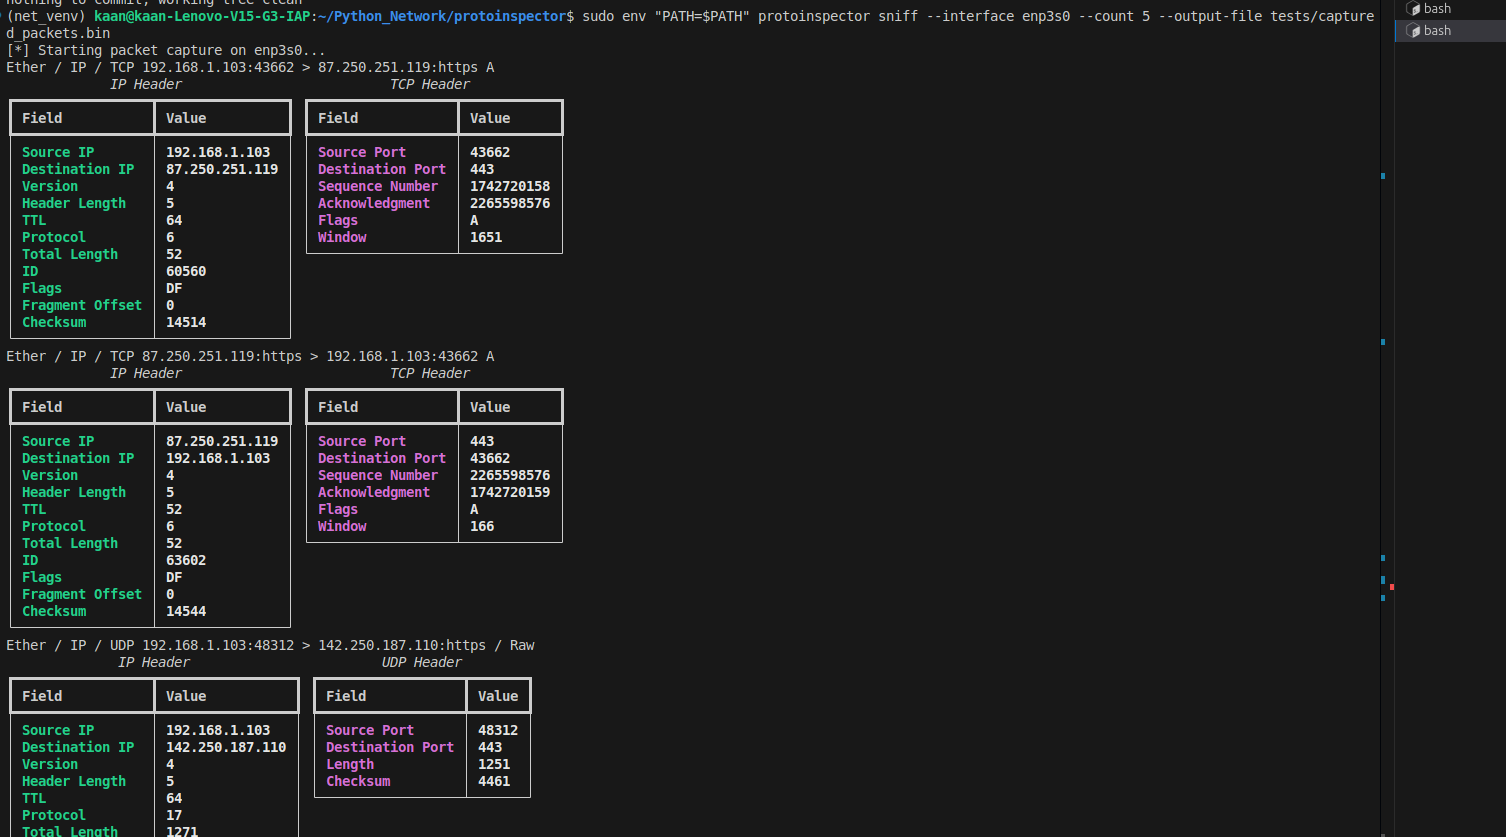 nothing to commit, working tree clean
(net_venv) kaan@kaan-Lenovo-V15-G3-IAP:~/Python_Network/protoinspector$ sudo env "PATH=$PATH" protoinspector sniff --interface enp3s0 --count 5 --output-file tests/capture
d_packets.bin
[*] Starting packet capture on enp3s0...
Ether / IP / TCP 192.168.1.103:43662 > 87.250.251.119:https A
IP Header TCP Header
Field Value Field Value
Source IP 192.168.1.103 Source Port 43662
Destination IP 87.250.251.119 Destination Port 443
Version 4 Sequence Number 1742720158
Header Length 5 Acknowledgment 2265598576
TTL 64 Flags A
Protocol 6 Window 1651
Total Length 52
ID 60560
Flags DF
Fragment Offset 0
Checksum 14514
Ether / IP / TCP 87.250.251.119:https > 192.168.1.103:43662 A
IP Header TCP Header
Field Value Field Value
Source IP 87.250.251.119 Source Port 443
Destination IP 192.168.1.103 Destination Port 43662
Version 4 Sequence Number 2265598576
Header Length 5 Acknowledgment 1742720159
TTL 52 Flags A
Protocol 6 Window 166
Total Length 52
ID 63602
Flags DF
Fragment Offset 0
Checksum 14544
Ether / IP / UDP 192.168.1.103:48312 > 142.250.187.110:https / Raw
IP Header UDP Header
Field Value Field Value
Source IP 192.168.1.103 Source Port 48312
Destination IP 142.250.187.110 Destination Port 443
Version 4 Length 1251
Header Length 5 Checksum 4461
TTL 64
Protocol 17
Total Length 1271
bash
bash